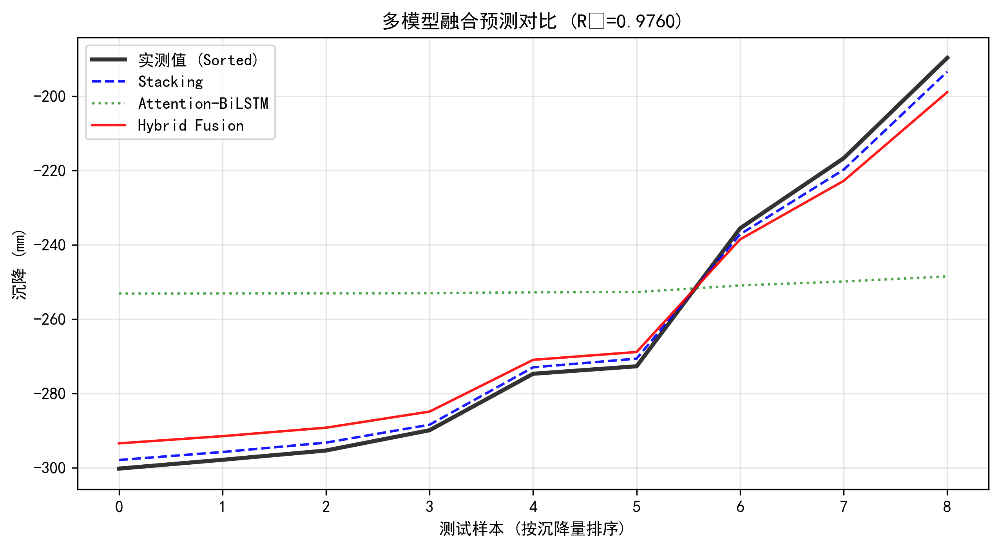 多模型融合预测对比 (R□=0.9760)
实测值 (Sorted)
Stacking
Attention-BiLSTM
Hybrid Fusion
沉降 (mm)
−200
−220
−240
−260
−280
−300
0 1 2 3 4 5 6 7 8
测试样本 (按沉降量排序)